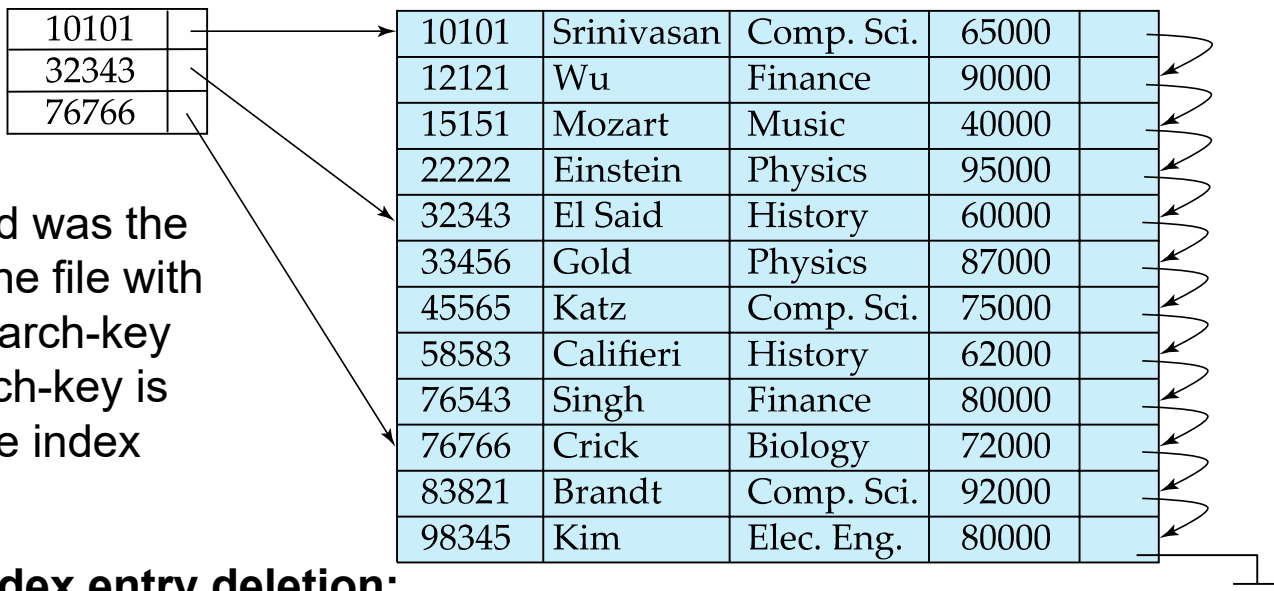 10101
32343
76766
10101 Srinivasan Comp. Sci. 65000
12121 Wu Finance 90000
15151 Mozart Music 40000
22222 Einstein Physics 95000
32343 El Said History 60000
33456 Gold Physics 87000
45565 Katz Comp. Sci. 75000
58583 Califieri History 62000
76543 Singh Finance 80000
76766 Crick Biology 72000
83821 Brandt Comp. Sci. 92000
98345 Kim Elec. Eng. 80000
d was the
ne file with
arch-key
ch-key is
e index
dex entry deletion: